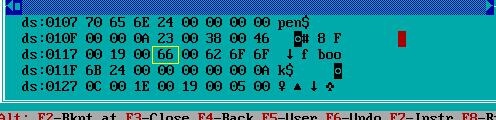 ds:0107 70 65 6E 24 00 00 00 00 pen$
ds:010F 00 00 0A 23 00 38 00 46 ◙# 8 F
ds:0117 00 19 00 66 00 62 6F 6F ↓ f boo
ds:011F 6B 24 00 00 00 00 00 0A k$ ◙
ds:0127 0C 00 1E 00 19 00 05 00 ♀ ▲ ↓ ♣
Alt: F2-Bkpt at F3-Close F4-Back F5-User F6-Undo F7-Instr F8-R